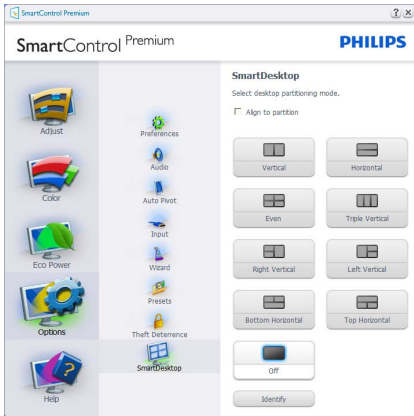 SmartControl Premium
? X
SmartControl Premium
PHILIPS
Adjust
Color
Eco Power
Options
Help
Preferences
Audio
Auto Pivot
Input
Wizard
Presets
Theft Deterrence
SmartDesktop
SmartDesktop
Select desktop partitioning mode.
Align to partition
Vertical
Horizontal
Even
Triple Vertical
Right Vertical
Left Vertical
Bottom Horizontal
Top Horizontal
Off
Identify